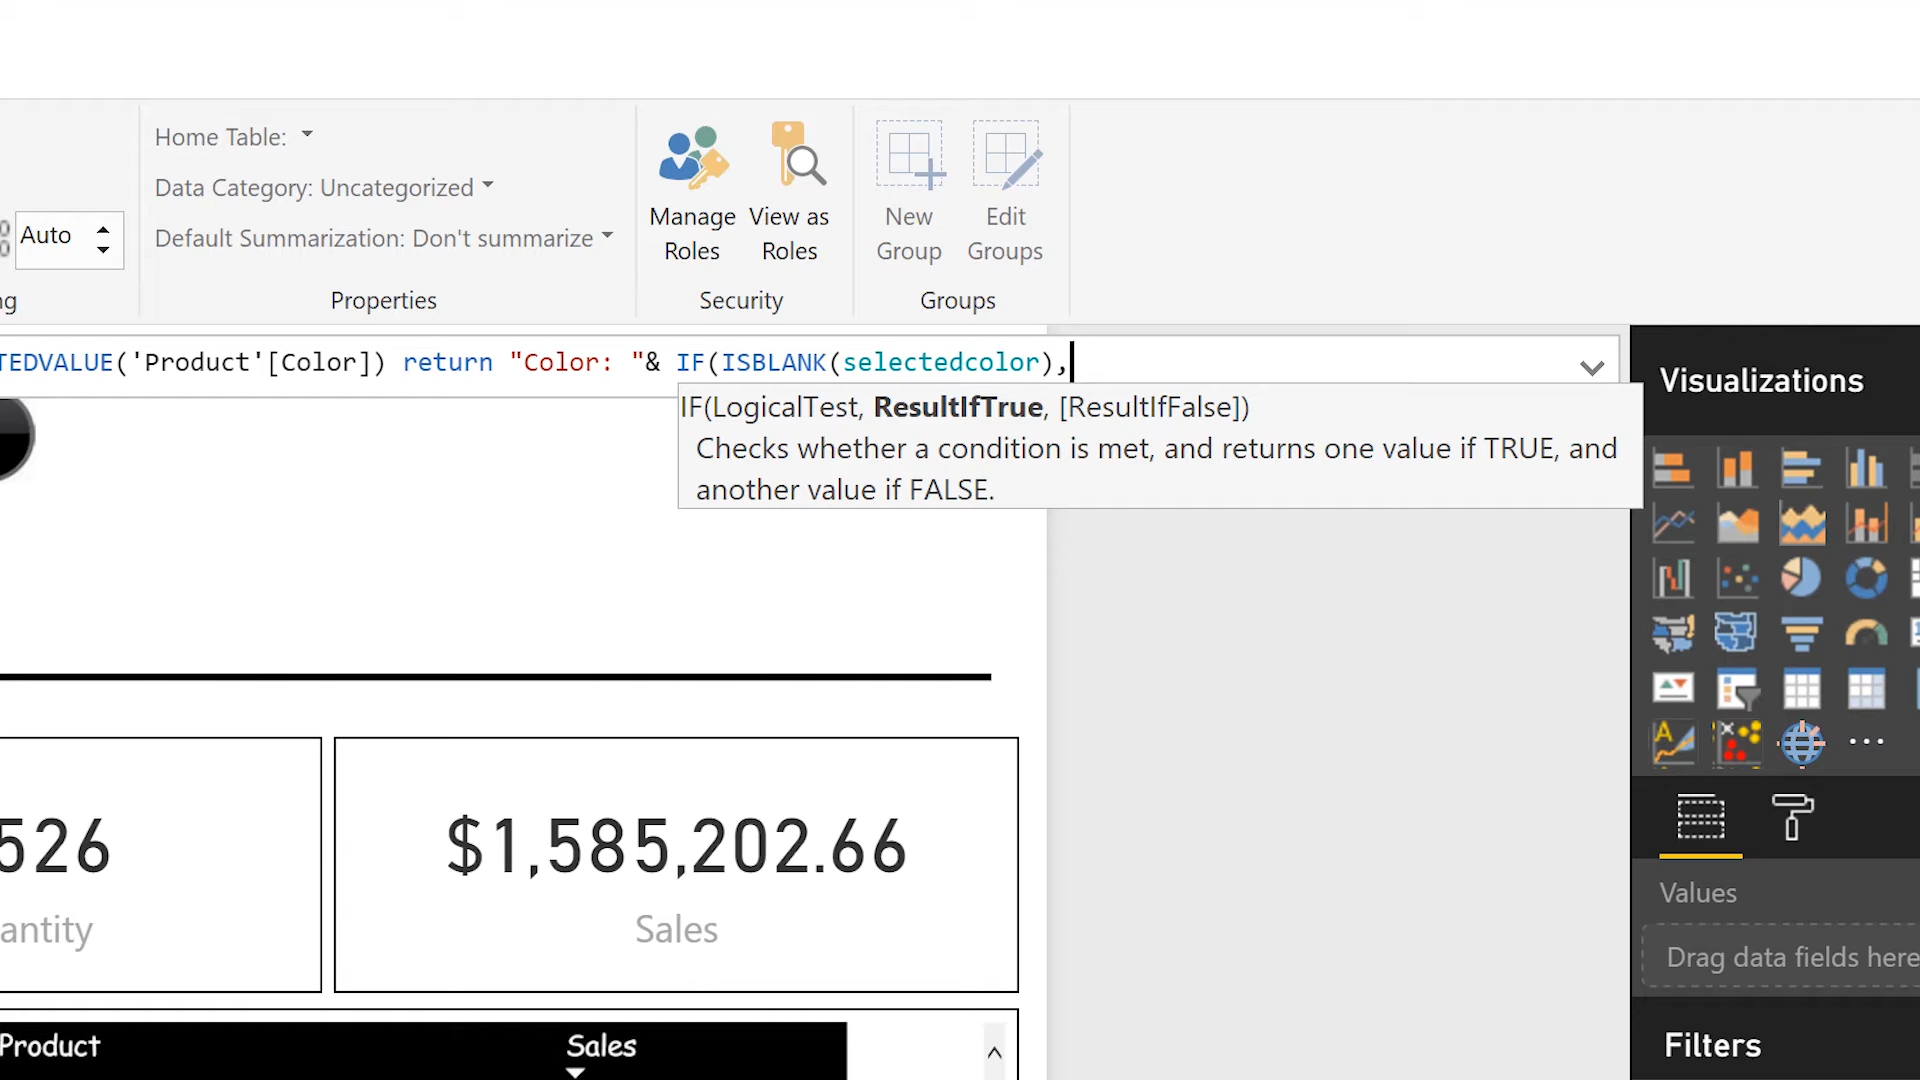 Home Table:
Data Category: Uncategorized
Default Summarization: Don't summarize
Auto
Manage Roles
View as Roles
New Group
Edit Groups
ng
Properties
Security
Groups
TEDVALUE('Product'[Color]) return "Color: "& IF(ISBLANK(selectedcolor),
IF(LogicalTest, ResultIfTrue, [ResultIfFalse])
Checks whether a condition is met, and returns one value if TRUE, and
another value if FALSE.
Visualizations
526
antity
$1,585,202.66
Sales
Values
Drag data fields here
Product
Sales
Filters